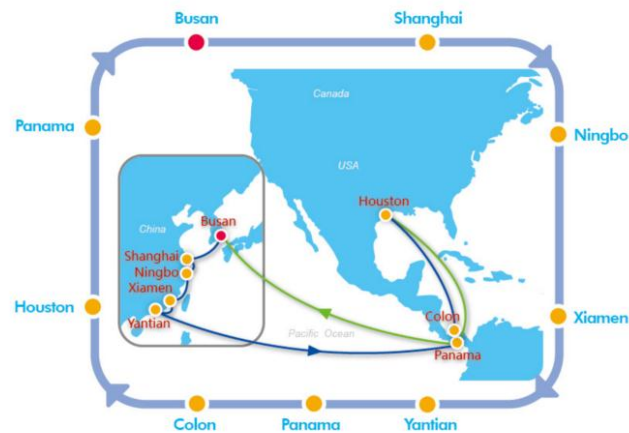 Busan
Shanghai
Canada
Panama
Ningbo
USA
Houston
China
Busan
Shanghai
Ningbo
Xiamen
Houston
Yantian
Colon
Xiamen
Pacific Ocean
Panama
Colon
Panama
Yantian